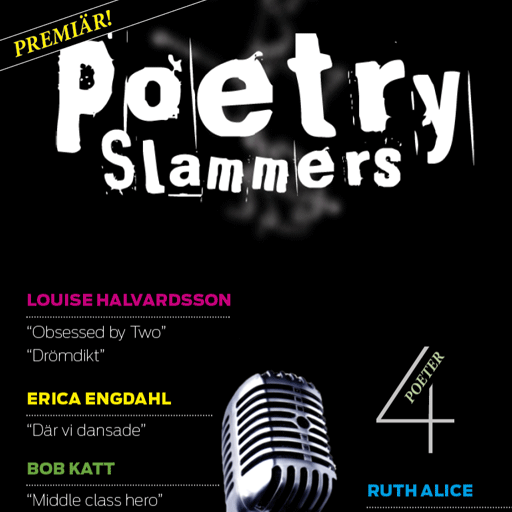 PREMIÄR!
Poetry
Slammers
LOUISE HALVARDSSON
“Obsessed by Two”
“Drömdikt”
ERICA ENGDAHL
“Där vi dansade”
BOB KATT
“Middle class hero”
4
POETER
RUTH ALICE